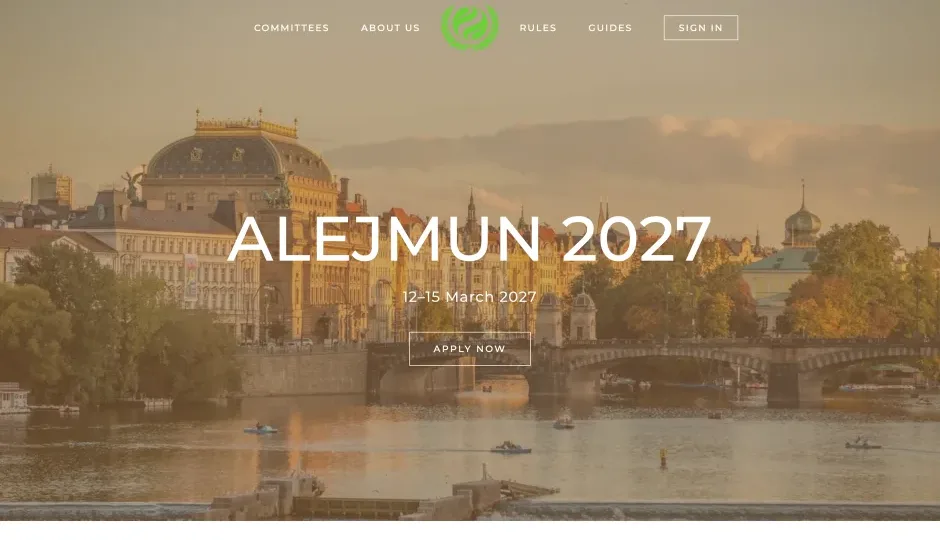 COMMITTEES ABOUT US RULES GUIDES SIGN IN
ALEJMUN 2027
12–15 March 2027
APPLY NOW